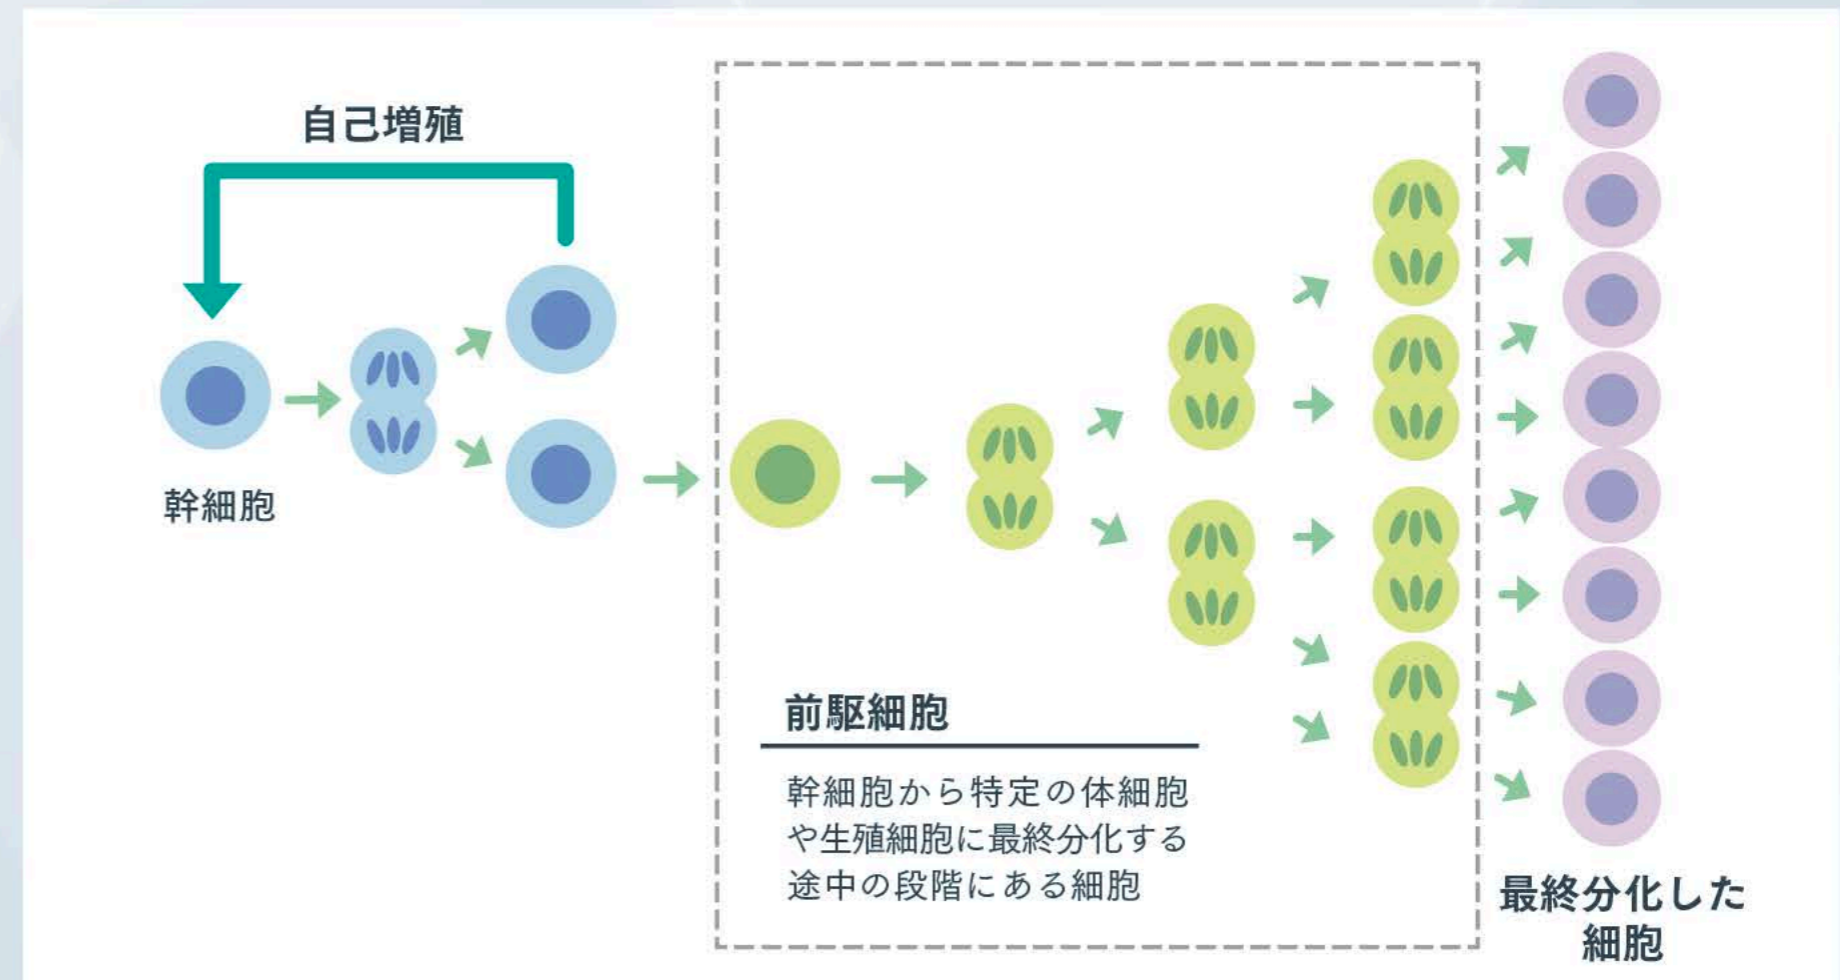 自己増殖
幹細胞
前駆細胞
幹細胞から特定の体細胞
や生殖細胞に最終分化する
途中の段階にある細胞
最終分化した
細胞